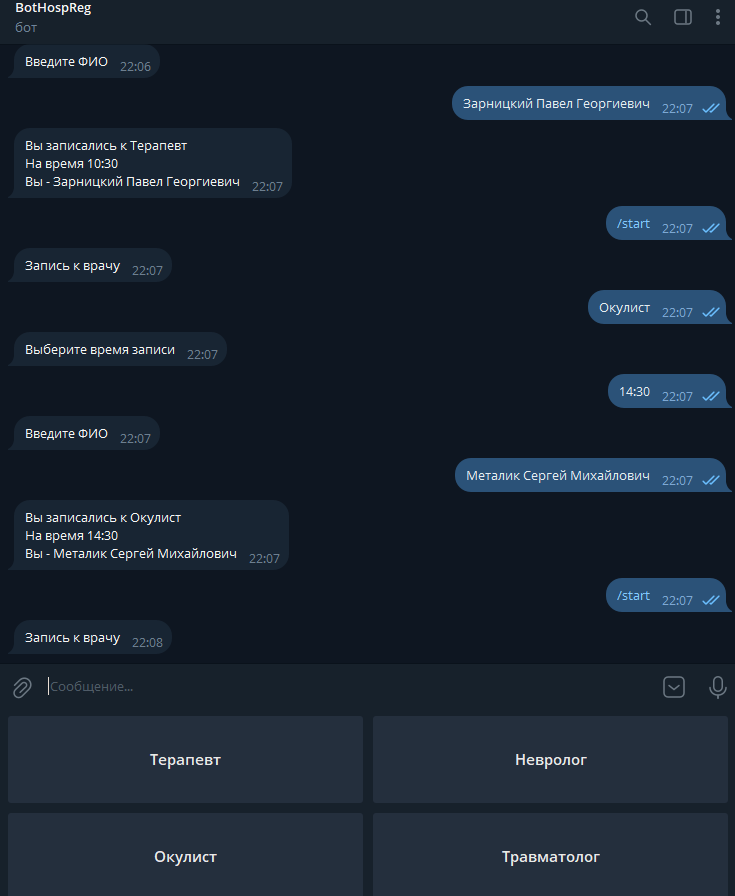 BotHospReg
бот
Введите ФИО 22:06
Зарницкий Павел Георгиевич 22:07
Вы записались к Терапевт
На время 10:30
Вы - Зарницкий Павел Георгиевич 22:07
/start 22:07
Запись к врачу 22:07
Окулист 22:07
Выберите время записи 22:07
14:30 22:07
Введите ФИО 22:07
Металик Сергей Михайлович 22:07
Вы записались к Окулист
На время 14:30
Вы - Металик Сергей Михайлович 22:07
/start 22:07
Запись к врачу 22:08
Сообщение...
Терапевт Невролог
Окулист Травматолог